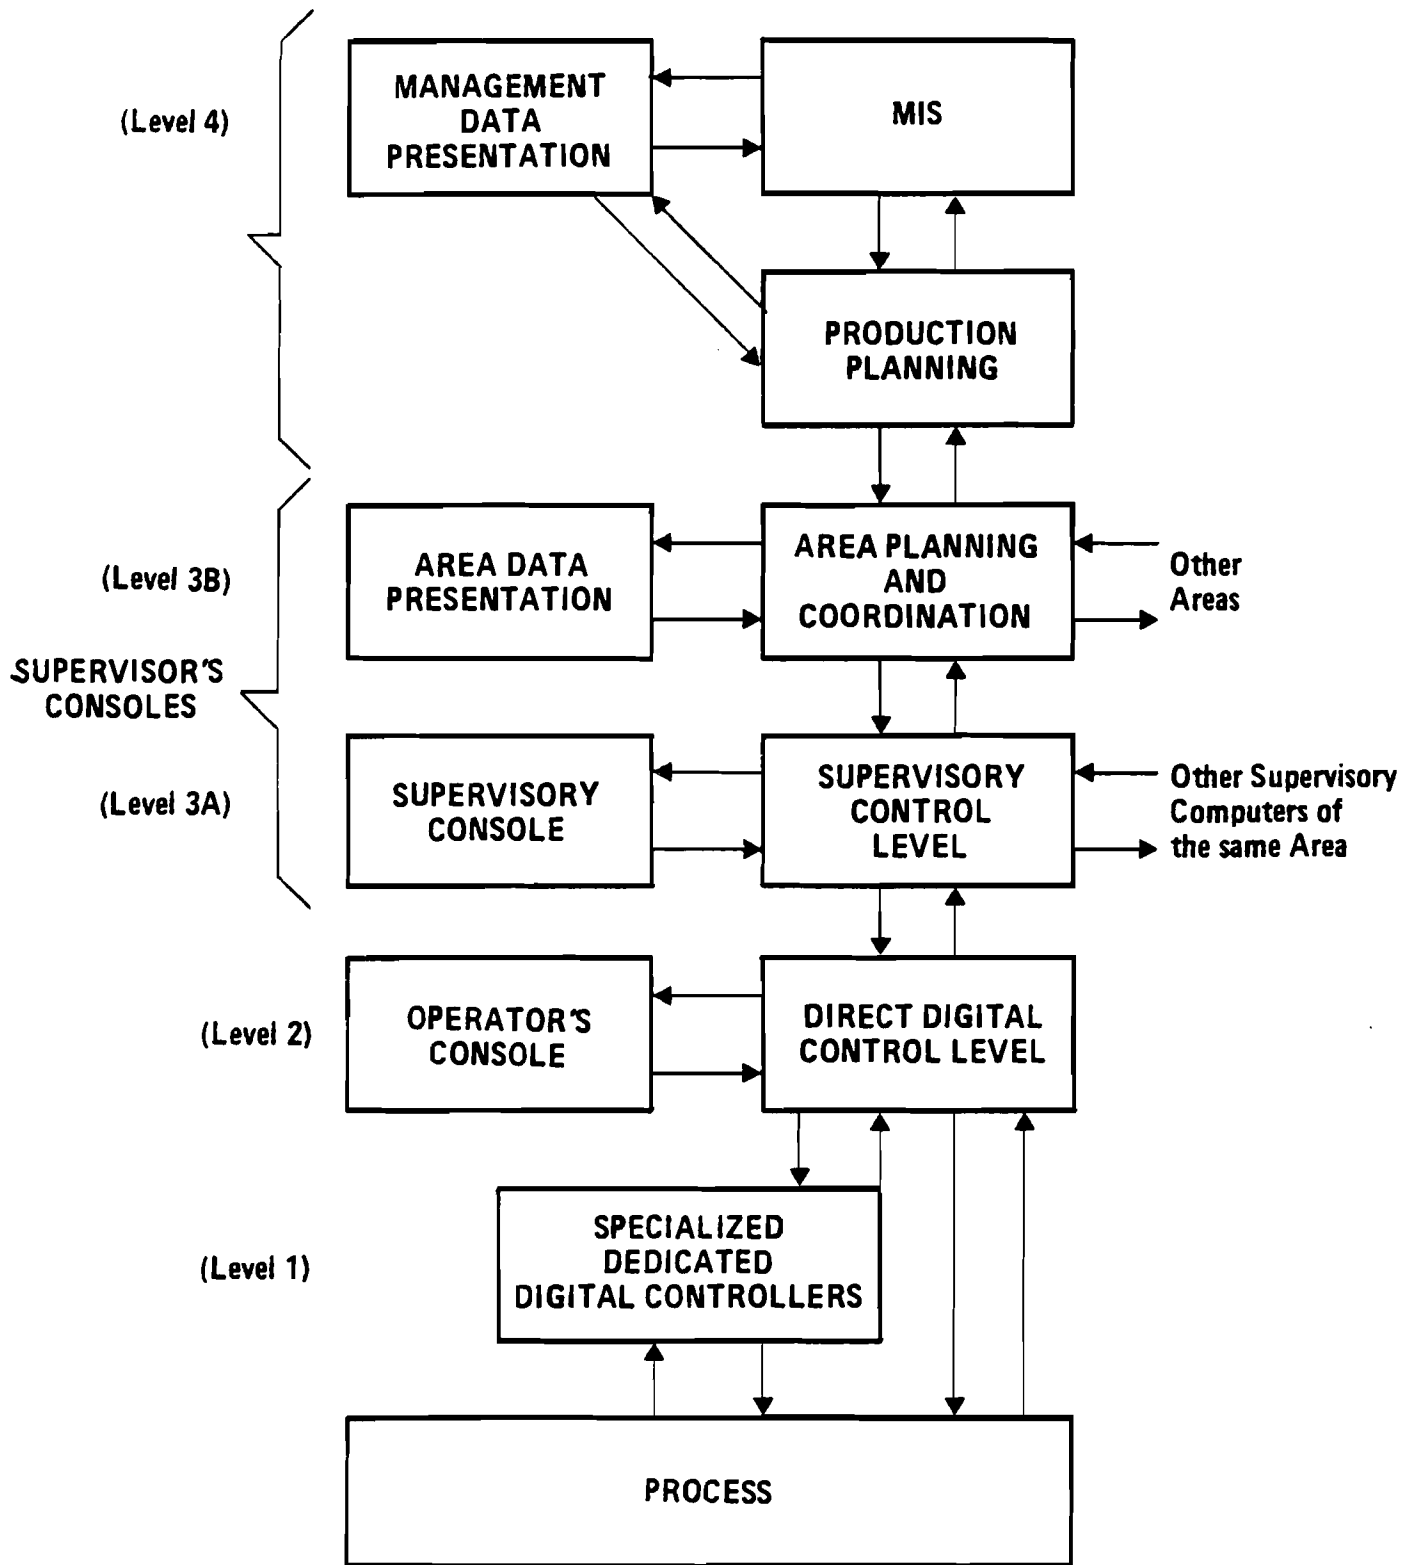 (Level 4)
MANAGEMENT
DATA
PRESENTATION
MIS
PRODUCTION
PLANNING
(Level 3B)
AREA DATA
PRESENTATION
AREA PLANNING
AND
COORDINATION
Other
Areas
SUPERVISOR'S
CONSOLES
(Level 3A)
SUPERVISORY
CONSOLE
SUPERVISORY
CONTROL
LEVEL
Other Supervisory
Computers of
the same Area
(Level 2)
OPERATOR'S
CONSOLE
DIRECT DIGITAL
CONTROL LEVEL
(Level 1)
SPECIALIZED
DEDICATED
DIGITAL CONTROLLERS
PROCESS